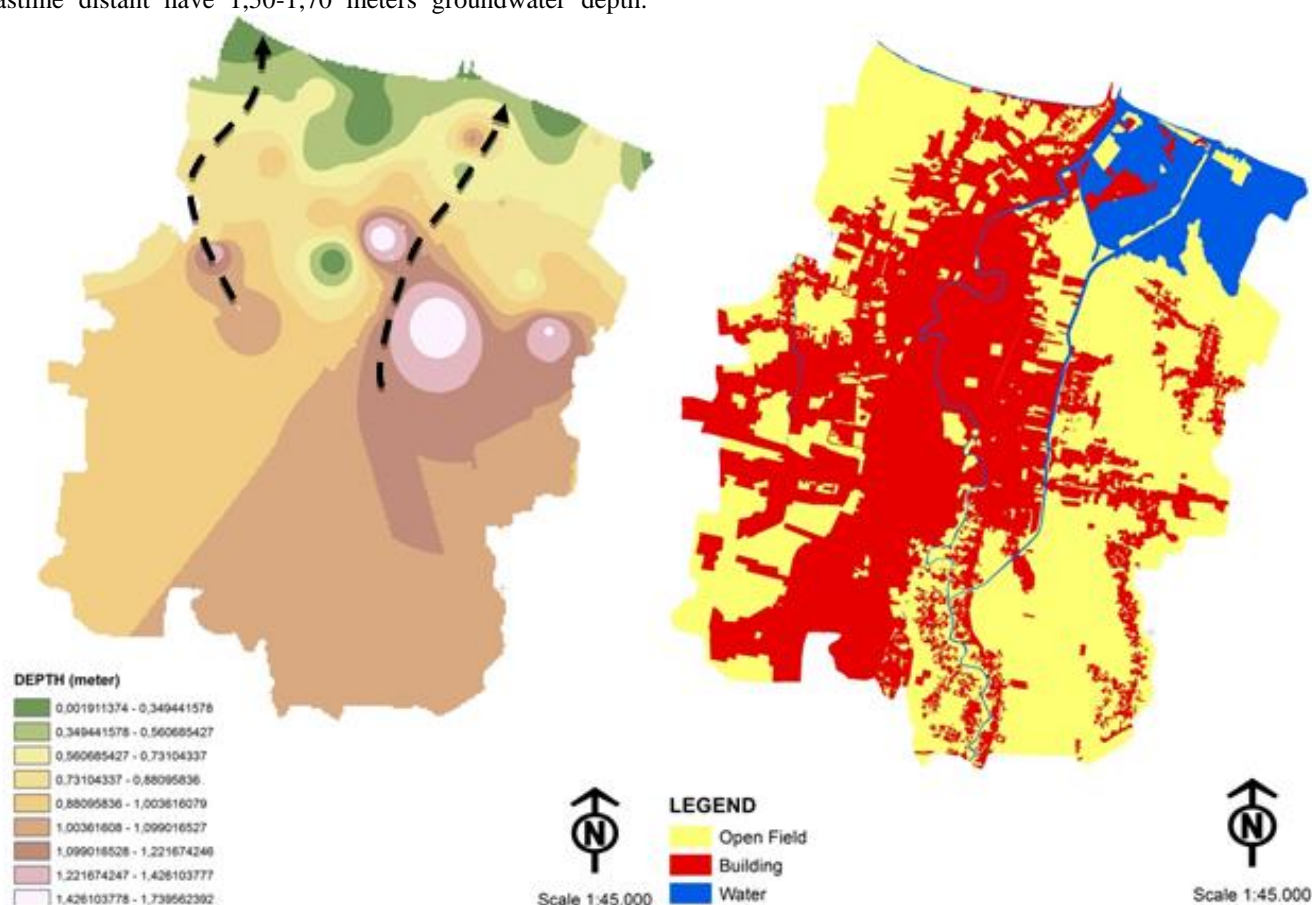 astline distant have 1,50-1,70 meters groundwater depth.
DEPTH (meter)
0,001911374 - 0,349441578
0,349441578 - 0,560685427
0,560685427 - 0,73104337
0,73104337 - 0,88095836
0,88095836 - 1,003616079
1,00361608 - 1,099016527
1,099016528 - 1,221674246
1,221674247 - 1,426103777
1,426103778 - 1,739562392
N
Scale 1:45.000
LEGEND
Open Field
Building
Water
N
Scale 1:45.000